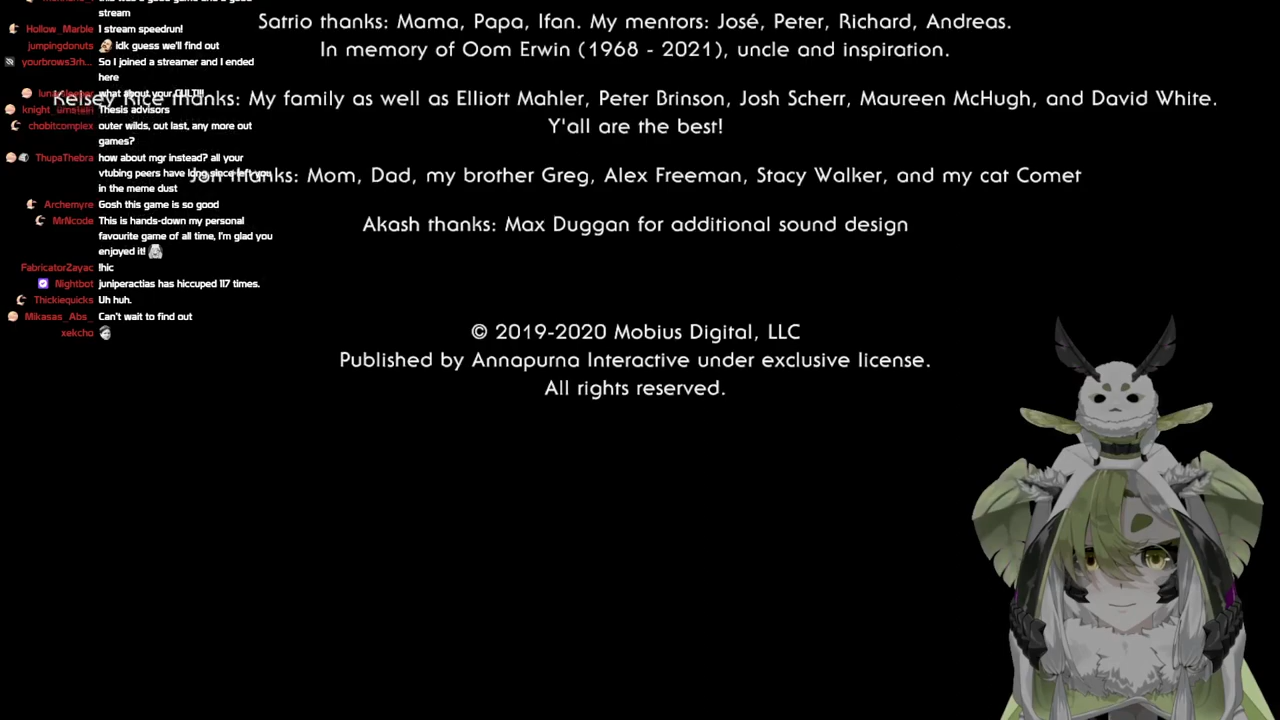 stream
Hollow_Marble I stream speedrun!
jumpingdonuts idk guess we'll find out
yourbrows3rh... So I joined a streamer and I ended
here
what about your CULT!!!
knight_ Thesis advisors
chobitcomplex outer wilds, out last, any more out
games?
ThupaThebra how about mgr instead? all your
vtubing peers have long since left you
in the meme dust
Archemyre Gosh this game is so good
MrNcode This is hands-down my personal
favourite game of all time, I'm glad you
enjoyed it!
FabricatorZayac !hic
Nightbot juniperactias has hiccuped 117 times.
Thickiequicks Uh huh.
Mikasas_Abs_ Can't wait to find out
xekcho
Satrio thanks: Mama, Papa, Ifan. My mentors: José, Peter, Richard, Andreas.
In memory of Oom Erwin (1968 - 2021), uncle and inspiration.
Kelsey Rice thanks: My family as well as Elliott Mahler, Peter Brinson, Josh Scherr, Maureen McHugh, and David White.
Y'all are the best!
Jon thanks: Mom, Dad, my brother Greg, Alex Freeman, Stacy Walker, and my cat Comet
Akash thanks: Max Duggan for additional sound design
© 2019-2020 Mobius Digital, LLC
Published by Annapurna Interactive under exclusive license.
All rights reserved.